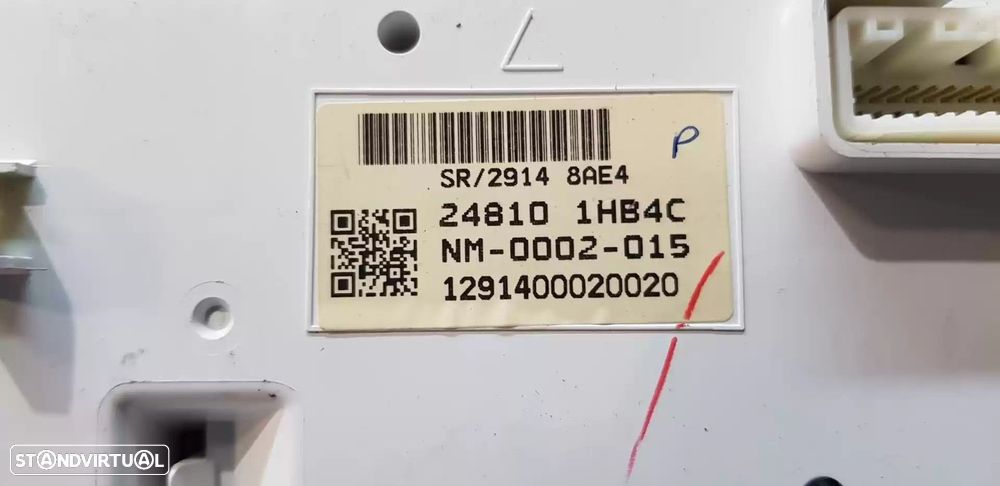 P
SR/2914 8AE4
24810 1HB4C
NM-0002-015
1291400020020
STANDVIRTUAL